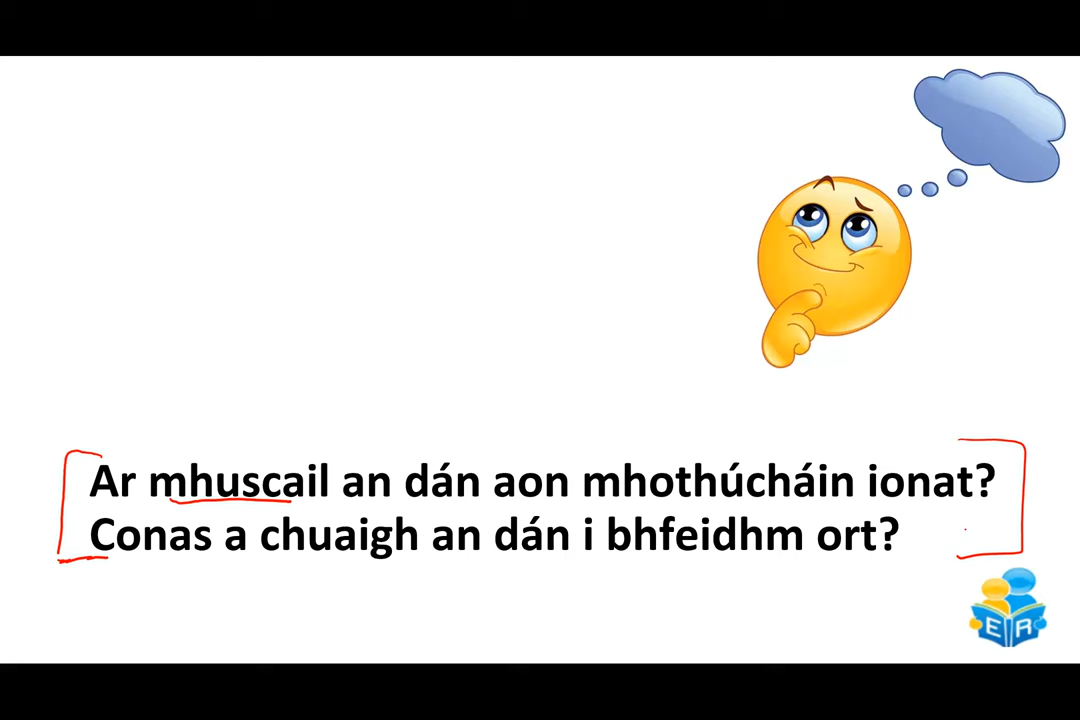 Ar mhuscail an dán aon mhothúcháin ionat?
Conas a chuaigh an dán i bhfeidhm ort?
E R